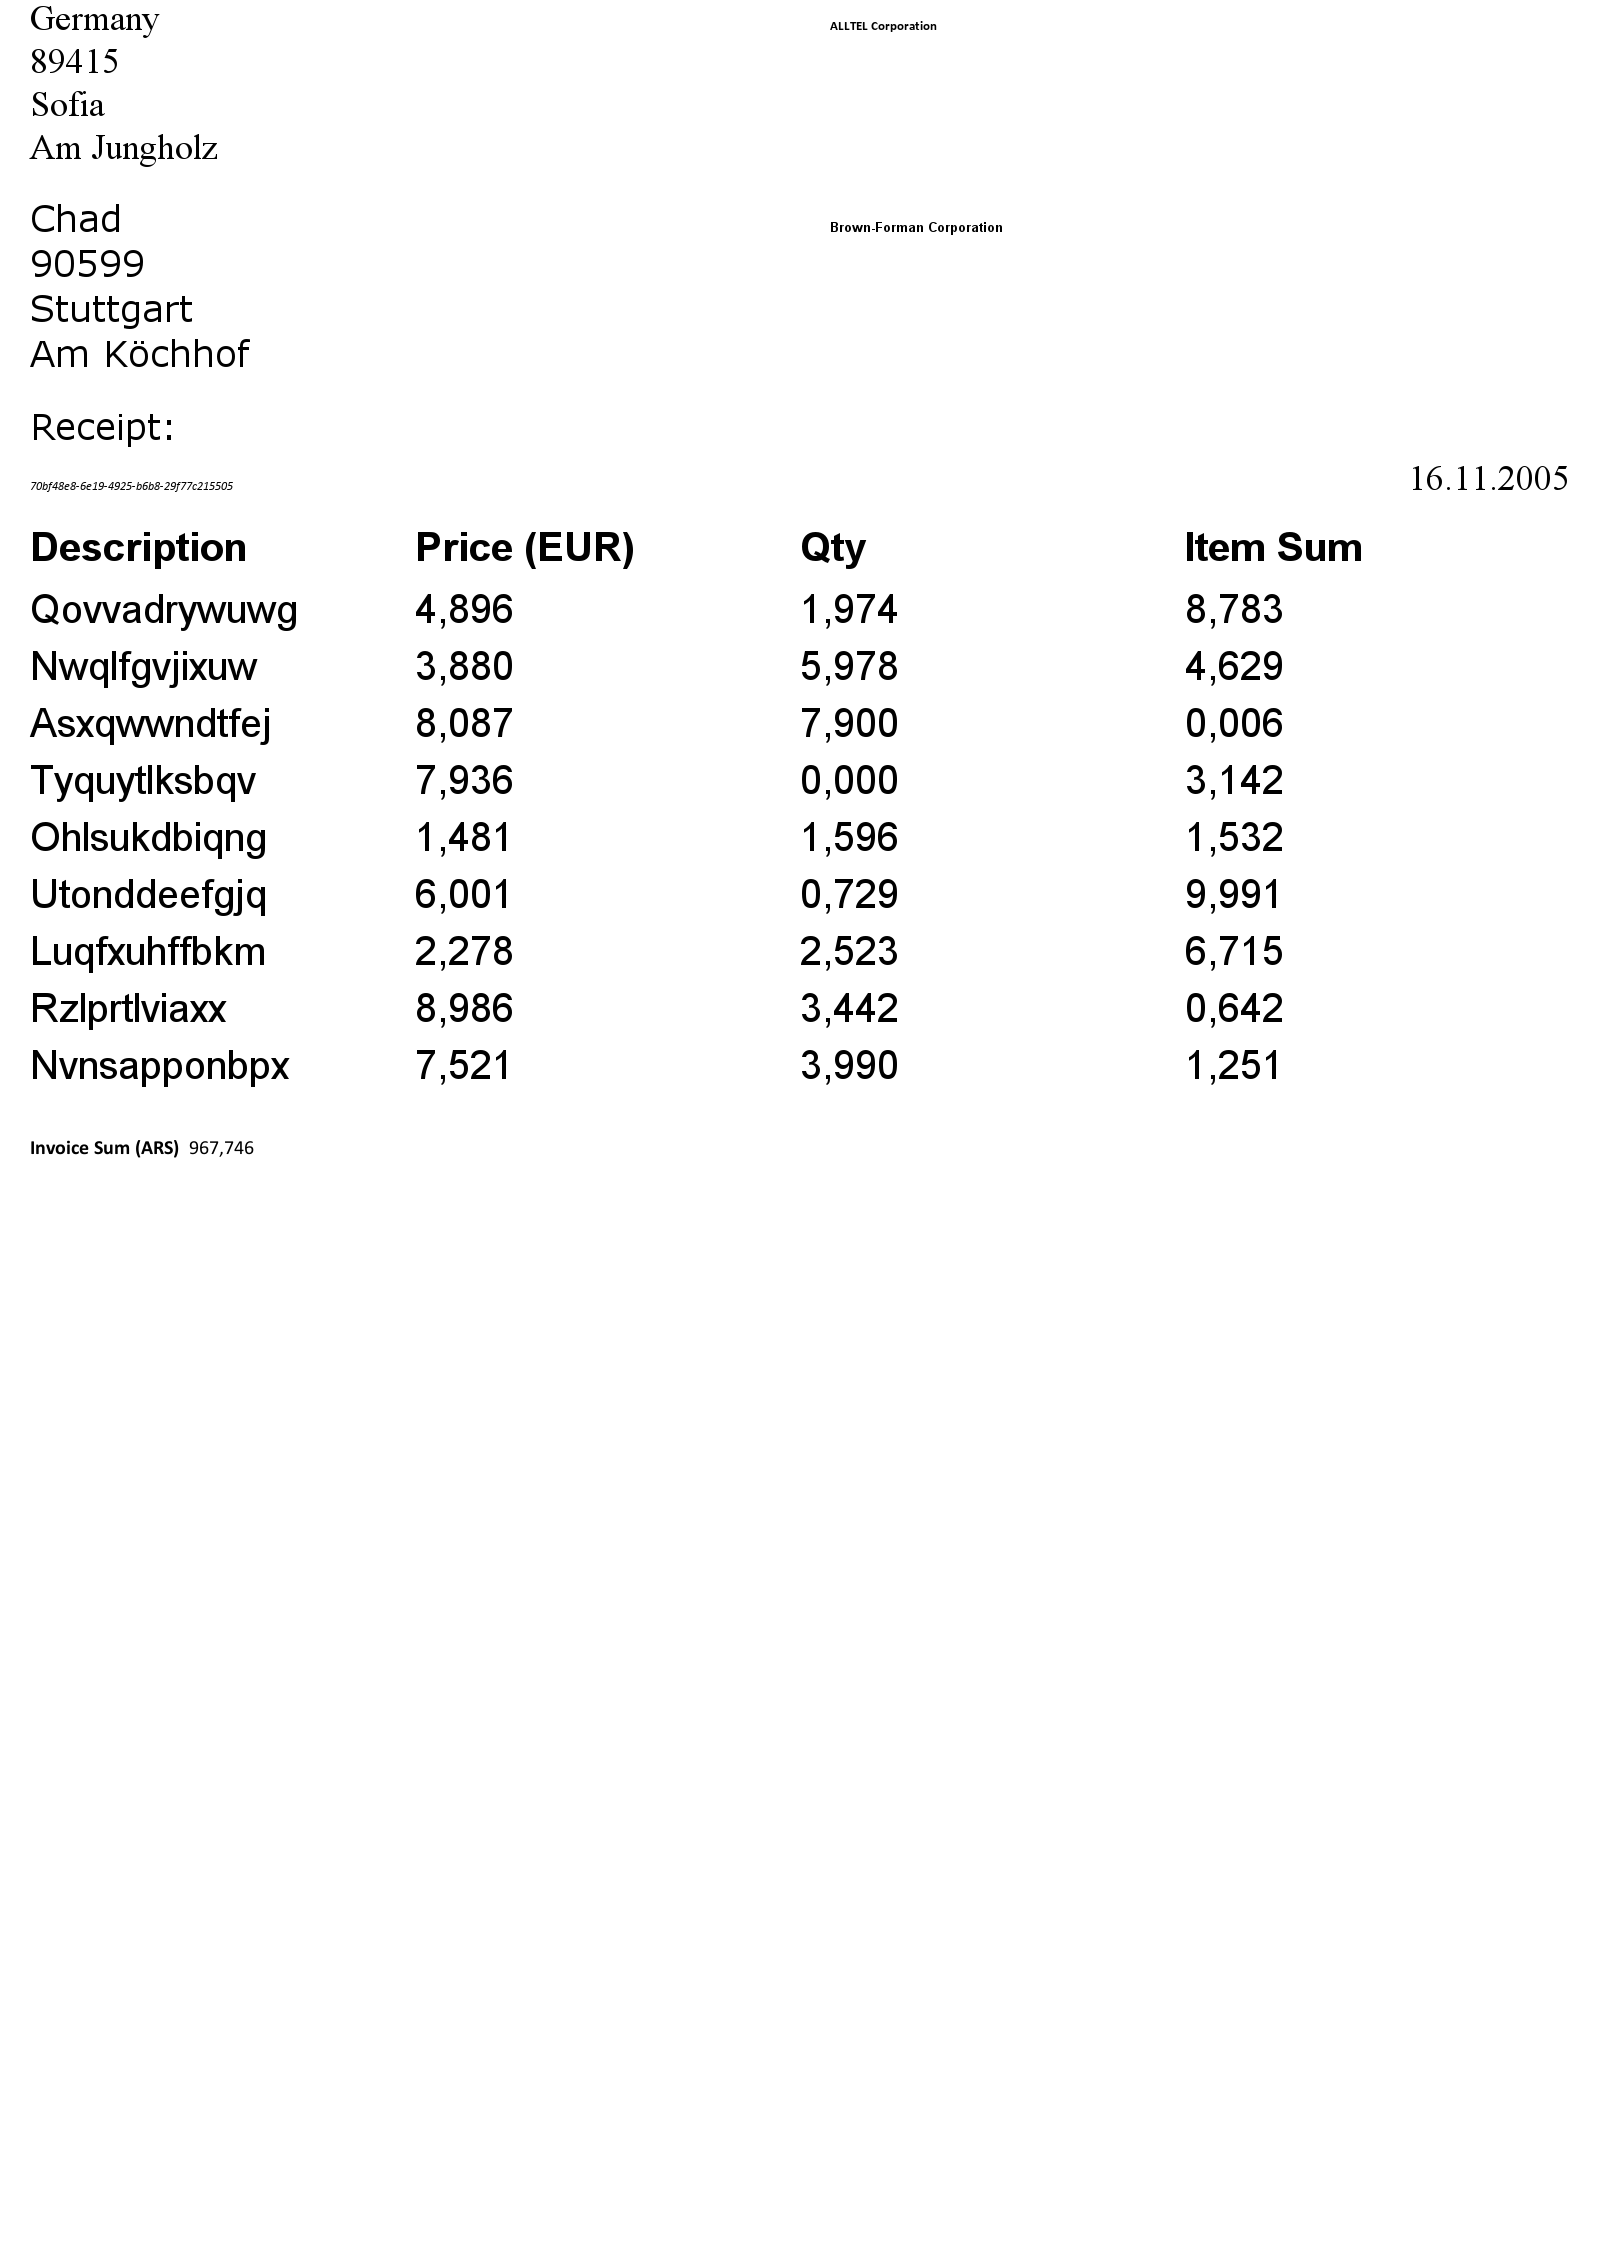 Germany
ALLTEL Corporation
89415
Sofia
Am Jungholz
Chad
Brown-Forman Corporation
90599
Stuttgart
Am Köchhof
Receipt:
70bf48e8-6e19-4925-b6b8-29f77c215505 16.11.2005
Description Price (EUR) Qty Item Sum
Qovvadrywuwg 4,896 1,974 8,783
Nwqlfgvjixuw 3,880 5,978 4,629
Asxqwwndtfej 8,087 7,900 0,006
Tyquytlksbqv 7,936 0,000 3,142
Ohlsukdbiqng 1,481 1,596 1,532
Utonddeefgjq 6,001 0,729 9,991
Luqfxuhffbkm 2,278 2,523 6,715
Rzlprtlviaxx 8,986 3,442 0,642
Nvnsapponbpx 7,521 3,990 1,251
Invoice Sum (ARS) 967,746